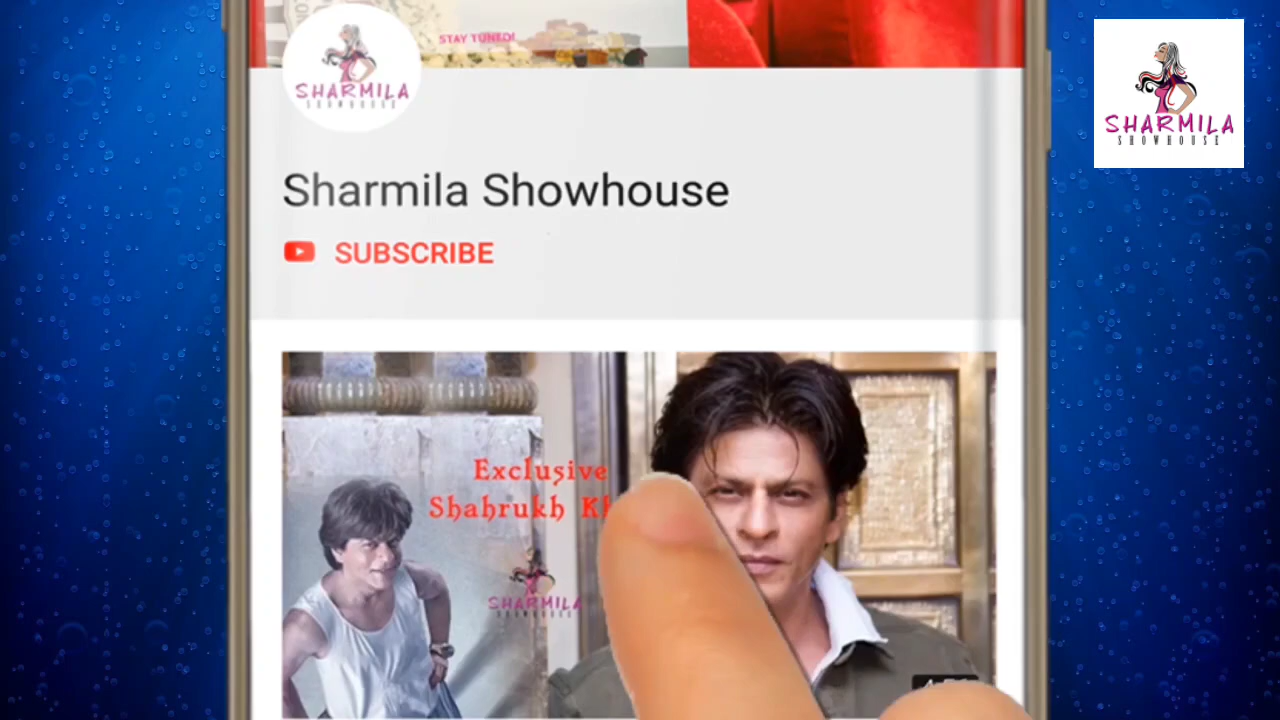 STAY TUNED!
SHARMILA
SHOWHOUSE
SHARMILA
SHOWHOUSE
Sharmila Showhouse
SUBSCRIBE
Exclusive
Shahrukh
SHARMILA
SHOWHOUSE